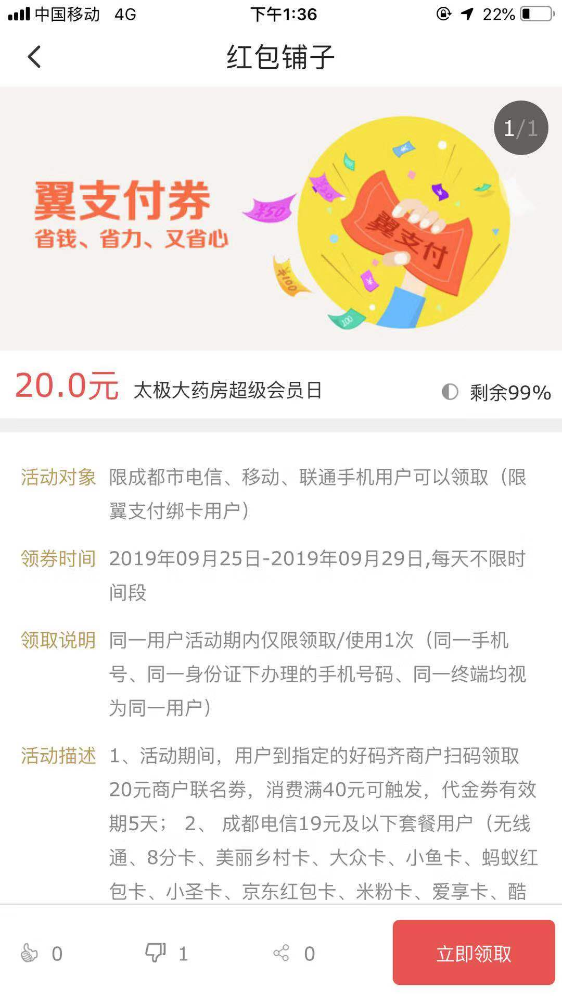 中国移动 4G 下午1:36 22%
红包铺子
1/1
翼支付券
省钱、省力、又省心
¥50
翼支付
¥100
100
20.0元 太极大药房超级会员日 剩余99%
活动对象 限成都市电信、移动、联通手机用户可以领取（限
翼支付绑卡用户）
领券时间 2019年09月25日-2019年09月29日,每天不限时
间段
领取说明 同一用户活动期内仅限领取/使用1次（同一手机
号、同一身份证下办理的手机号码、同一终端均视
为同一用户）
活动描述 1、活动期间，用户到指定的好码齐商户扫码领取
20元商户联名券，消费满40元可触发，代金券有效
期5天； 2、 成都电信19元及以下套餐用户（无线
通、8分卡、美丽乡村卡、大众卡、小鱼卡、蚂蚁红
包卡、小圣卡、京东红包卡、米粉卡、爱享卡、酷
0 1 0 立即领取